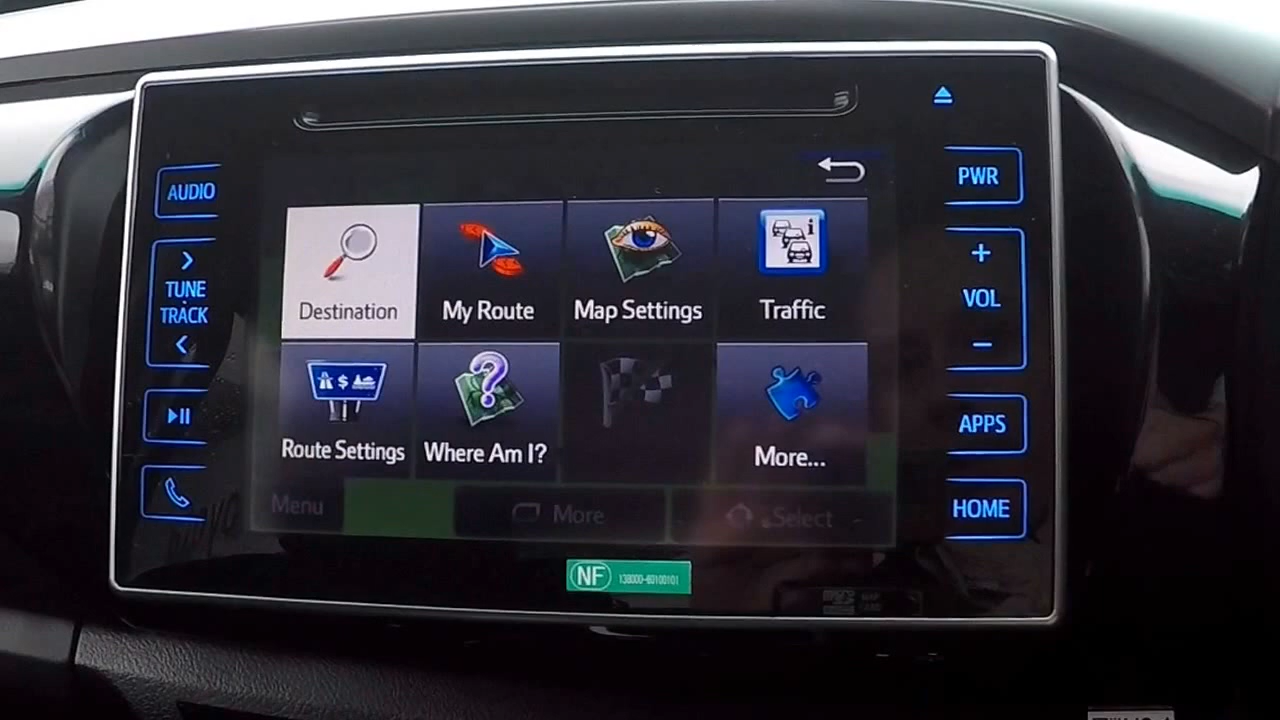 AUDIO
PWR
>
TUNE
TRACK
<
+
VOL
−
APPS
HOME
Destination
My Route
Map Settings
Traffic
Route Settings
Where Am I?
More...
Menu
More
Select
NF
MAP